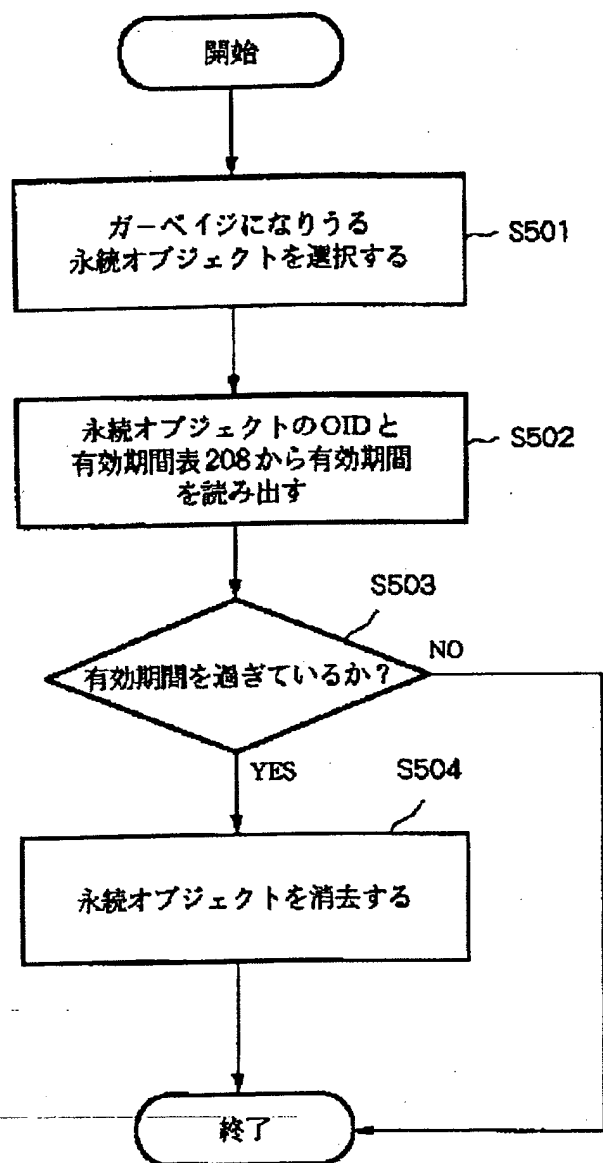 開始
ガーベイジになりうる
永続オブジェクトを選択する
S501
永続オブジェクトのOIDと
有効期間表208から有効期間
を読み出す
S502
S503
有効期間を過ぎているか？
NO
YES
S504
永続オブジェクトを消去する
終了